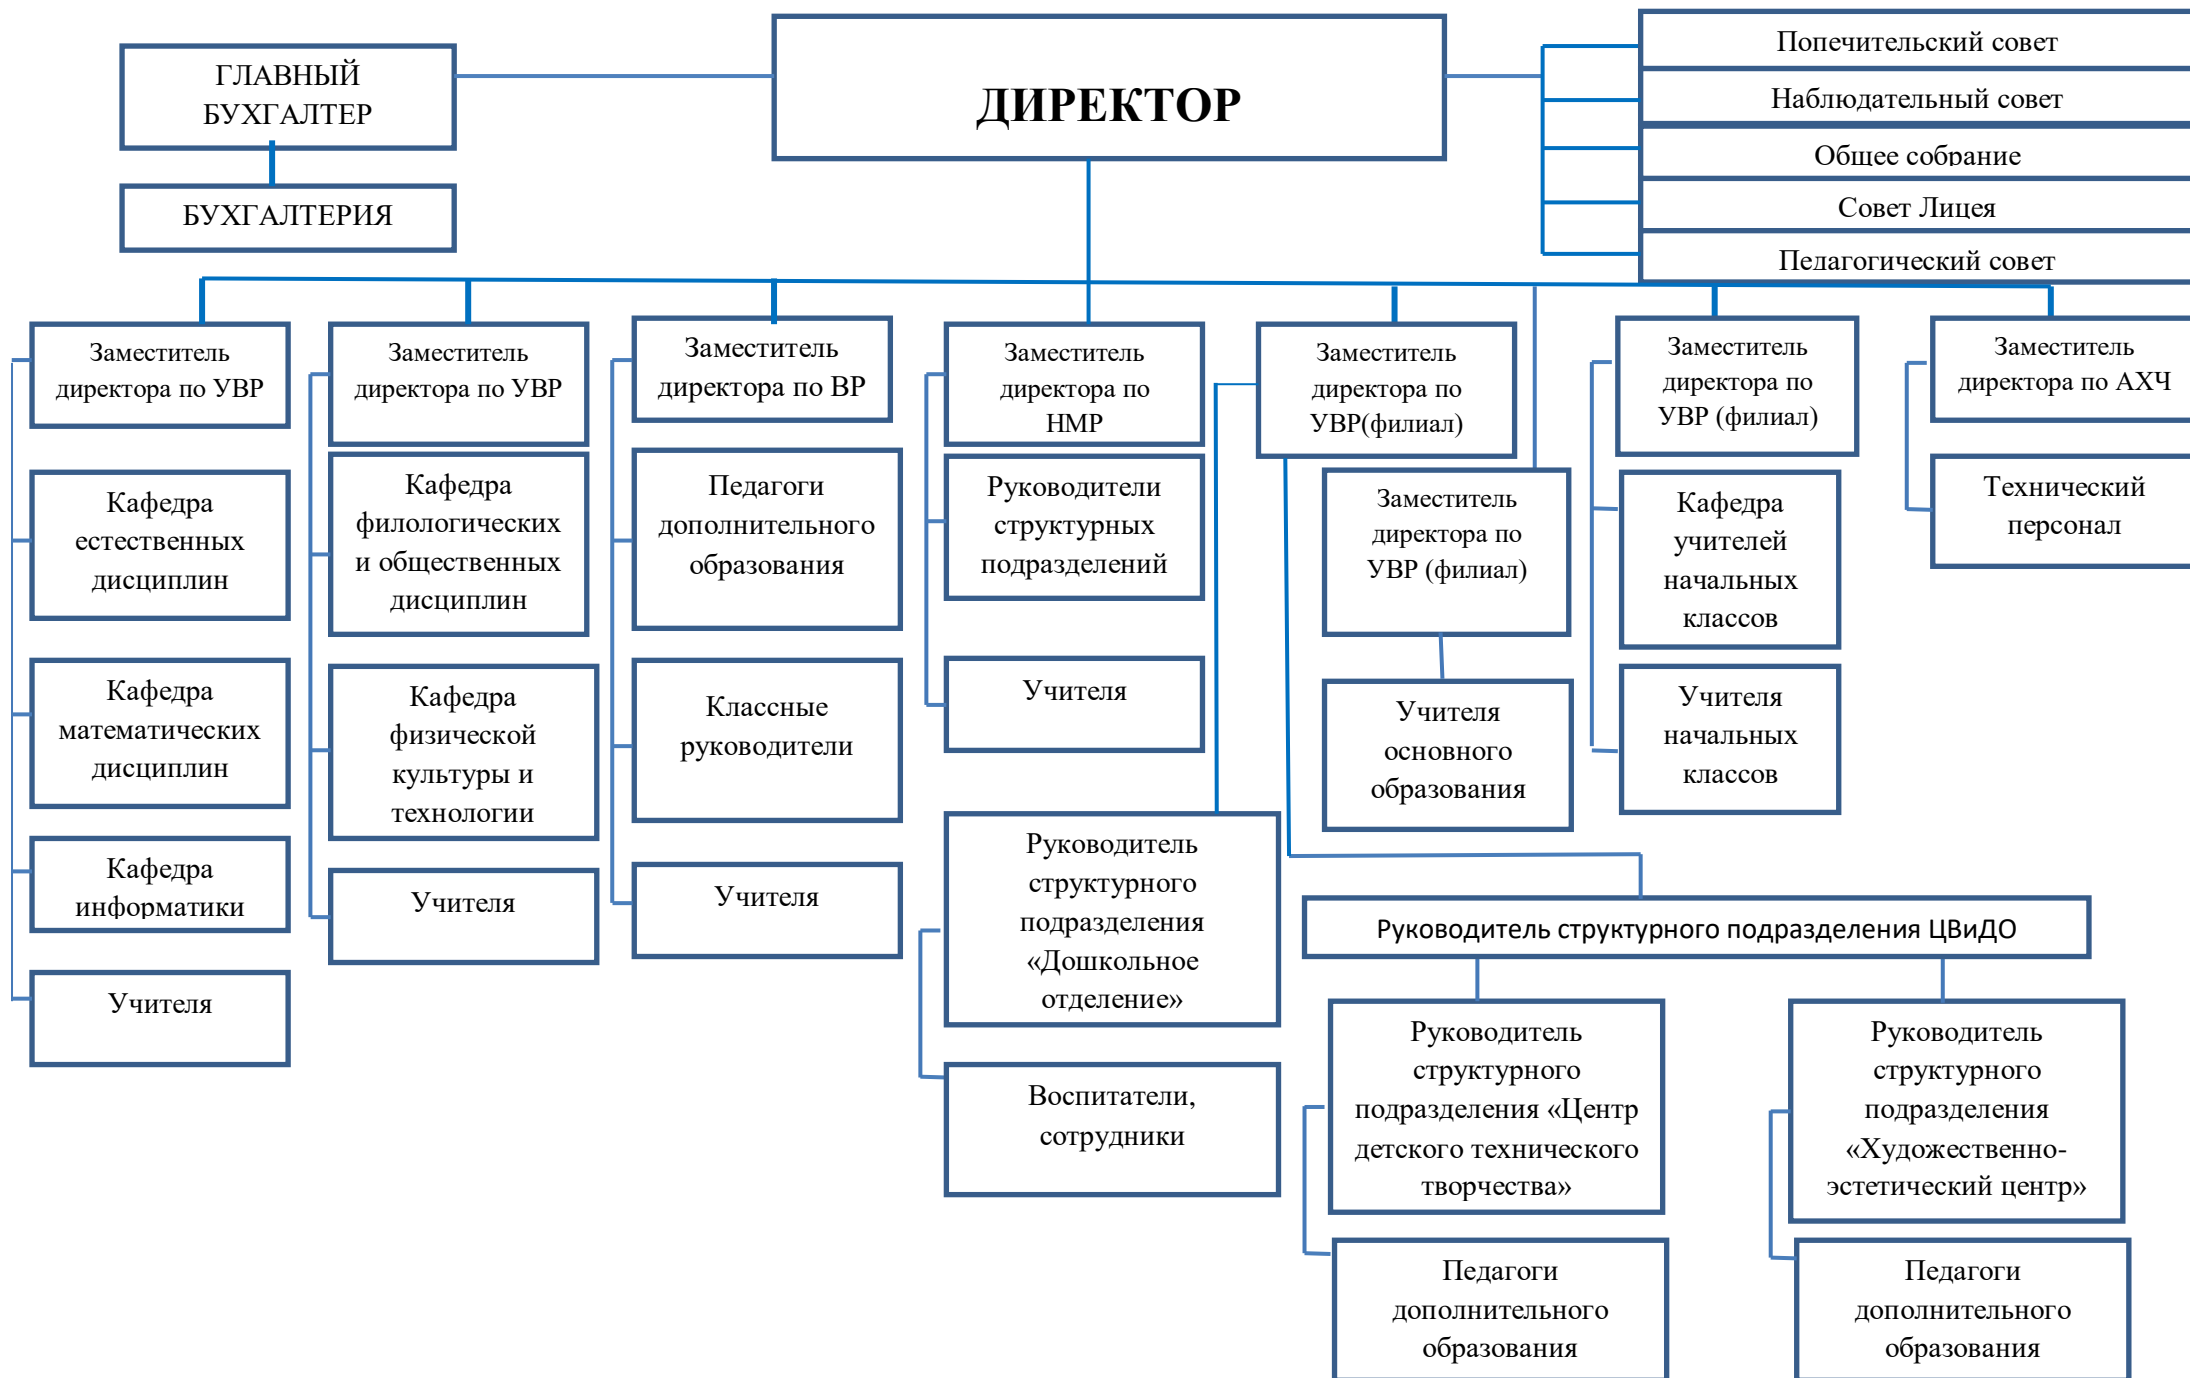 ГЛАВНЫЙ
БУХГАЛТЕР
ДИРЕКТОР
Попечительский совет
Наблюдательный совет
Общее собрание
Совет Лицея
Педагогический совет
БУХГАЛТЕРИЯ
Заместитель
директора по УВР
Заместитель
директора по УВР
Заместитель
директора по ВР
Заместитель
директора по
НМР
Заместитель
директора по
УВР(филиал)
Заместитель
директора по
УВР (филиал)
Заместитель
директора по АХЧ
Кафедра
естественных
дисциплин
Кафедра
филологических
и общественных
дисциплин
Педагоги
дополнительного
образования
Руководители
структурных
подразделений
Заместитель
директора по
УВР (филиал)
Кафедра
учителей
начальных
классов
Технический
персонал
Кафедра
математических
дисциплин
Кафедра
физической
культуры и
технологии
Классные
руководители
Учителя
Учителя
основного
образования
Учителя
начальных
классов
Кафедра
информатики
Учителя
Учителя
Руководитель
структурного
подразделения
«Дошкольное
отделение»
Руководитель структурного подразделения ЦВиДО
Учителя
Воспитатели,
сотрудники
Руководитель
структурного
подразделения «Центр
детского технического
творчества»
Руководитель
структурного
подразделения
«Художественно-
эстетический центр»
Педагоги
дополнительного
образования
Педагоги
дополнительного
образования